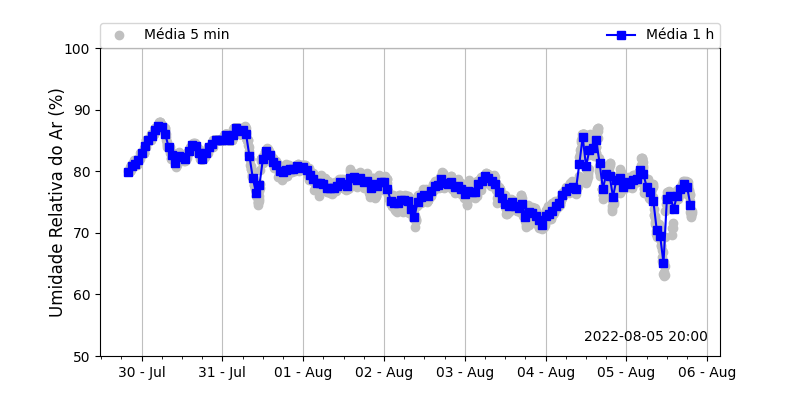 Média 5 min Média 1 h
Umidade Relativa do Ar (%)
100
90
80
70
60
50
2022-08-05 20:00
30 - Jul 31 - Jul 01 - Aug 02 - Aug 03 - Aug 04 - Aug 05 - Aug 06 - Aug